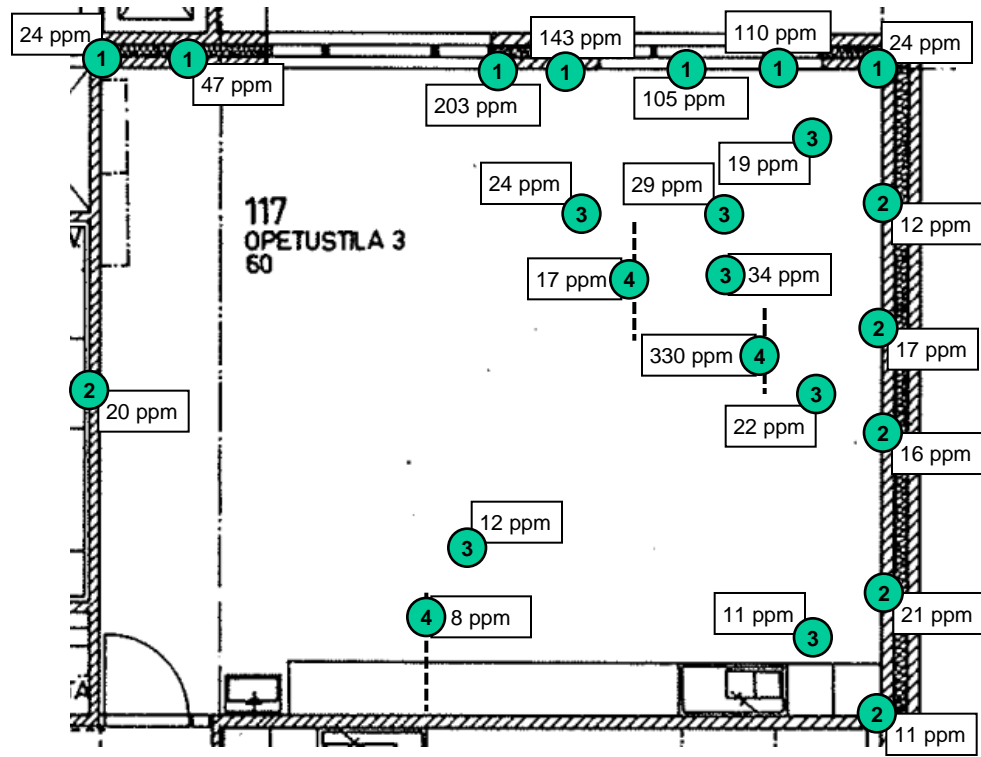 24 ppm
1
1
47 ppm
203 ppm
1
143 ppm
1
105 ppm
1
110 ppm
1
24 ppm
1
19 ppm
3
24 ppm
3
29 ppm
3
2
12 ppm
117
OPETUSTILA 3
60
17 ppm
4
3
34 ppm
330 ppm
4
2
17 ppm
2
20 ppm
22 ppm
3
2
16 ppm
12 ppm
3
4
8 ppm
11 ppm
3
2
21 ppm
2
11 ppm